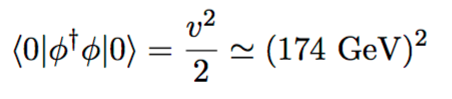 ⟨0|ϕ†ϕ|0⟩ = v²/2 ≃ (174 GeV)²